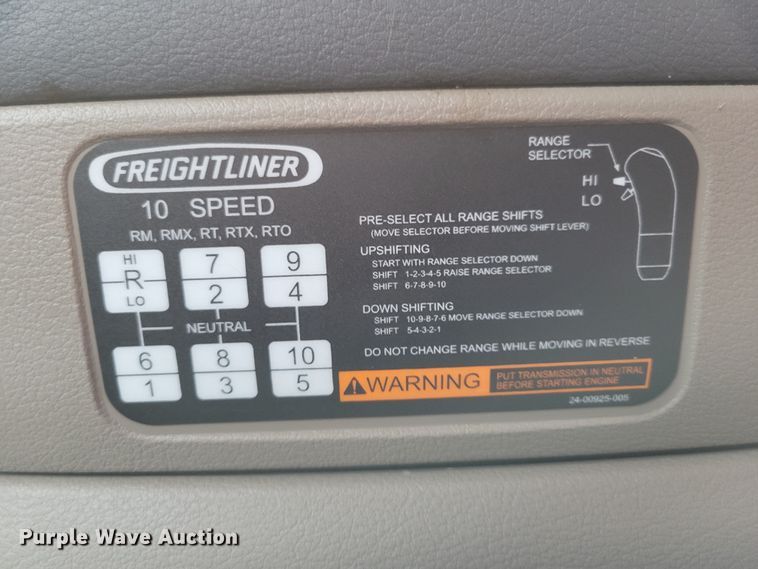 FREIGHTLINER
10 SPEED
RM, RMX, RT, RTX, RTO
HI
R
LO
7
2
9
4
NEUTRAL
6
1
8
3
10
5
RANGE
SELECTOR
HI
LO
PRE-SELECT ALL RANGE SHIFTS
(MOVE SELECTOR BEFORE MOVING SHIFT LEVER)
UPSHIFTING
START WITH RANGE SELECTOR DOWN
SHIFT 1-2-3-4-5 RAISE RANGE SELECTOR
SHIFT 6-7-8-9-10
DOWN SHIFTING
SHIFT 10-9-8-7-6 MOVE RANGE SELECTOR DOWN
SHIFT 5-4-3-2-1
DO NOT CHANGE RANGE WHILE MOVING IN REVERSE
WARNING
PUT TRANSMISSION IN NEUTRAL
BEFORE STARTING ENGINE
24-00925-005
Purple Wave Auction